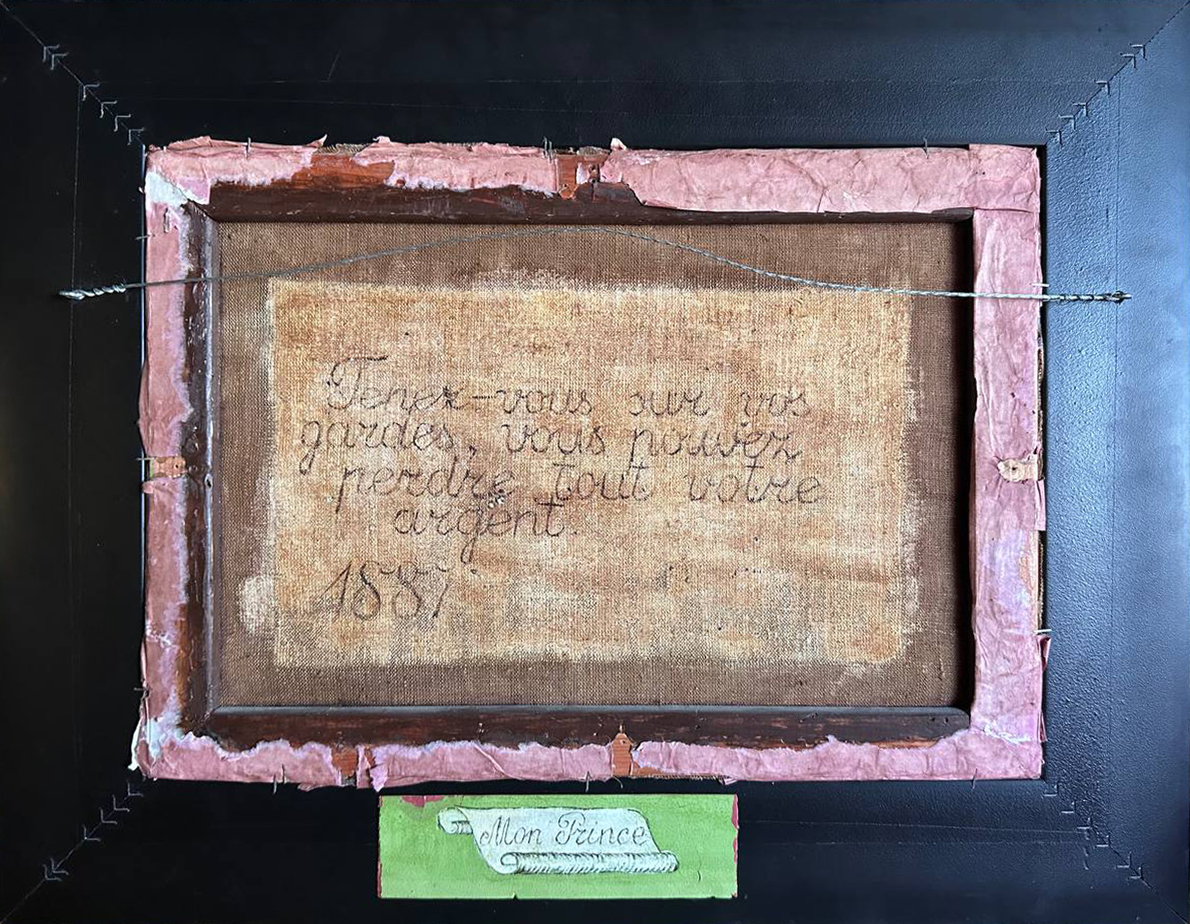 Tenez-vous sur vos
gardes, vous pouvez
perdre tout votre
argent.
1887
Mon Prince